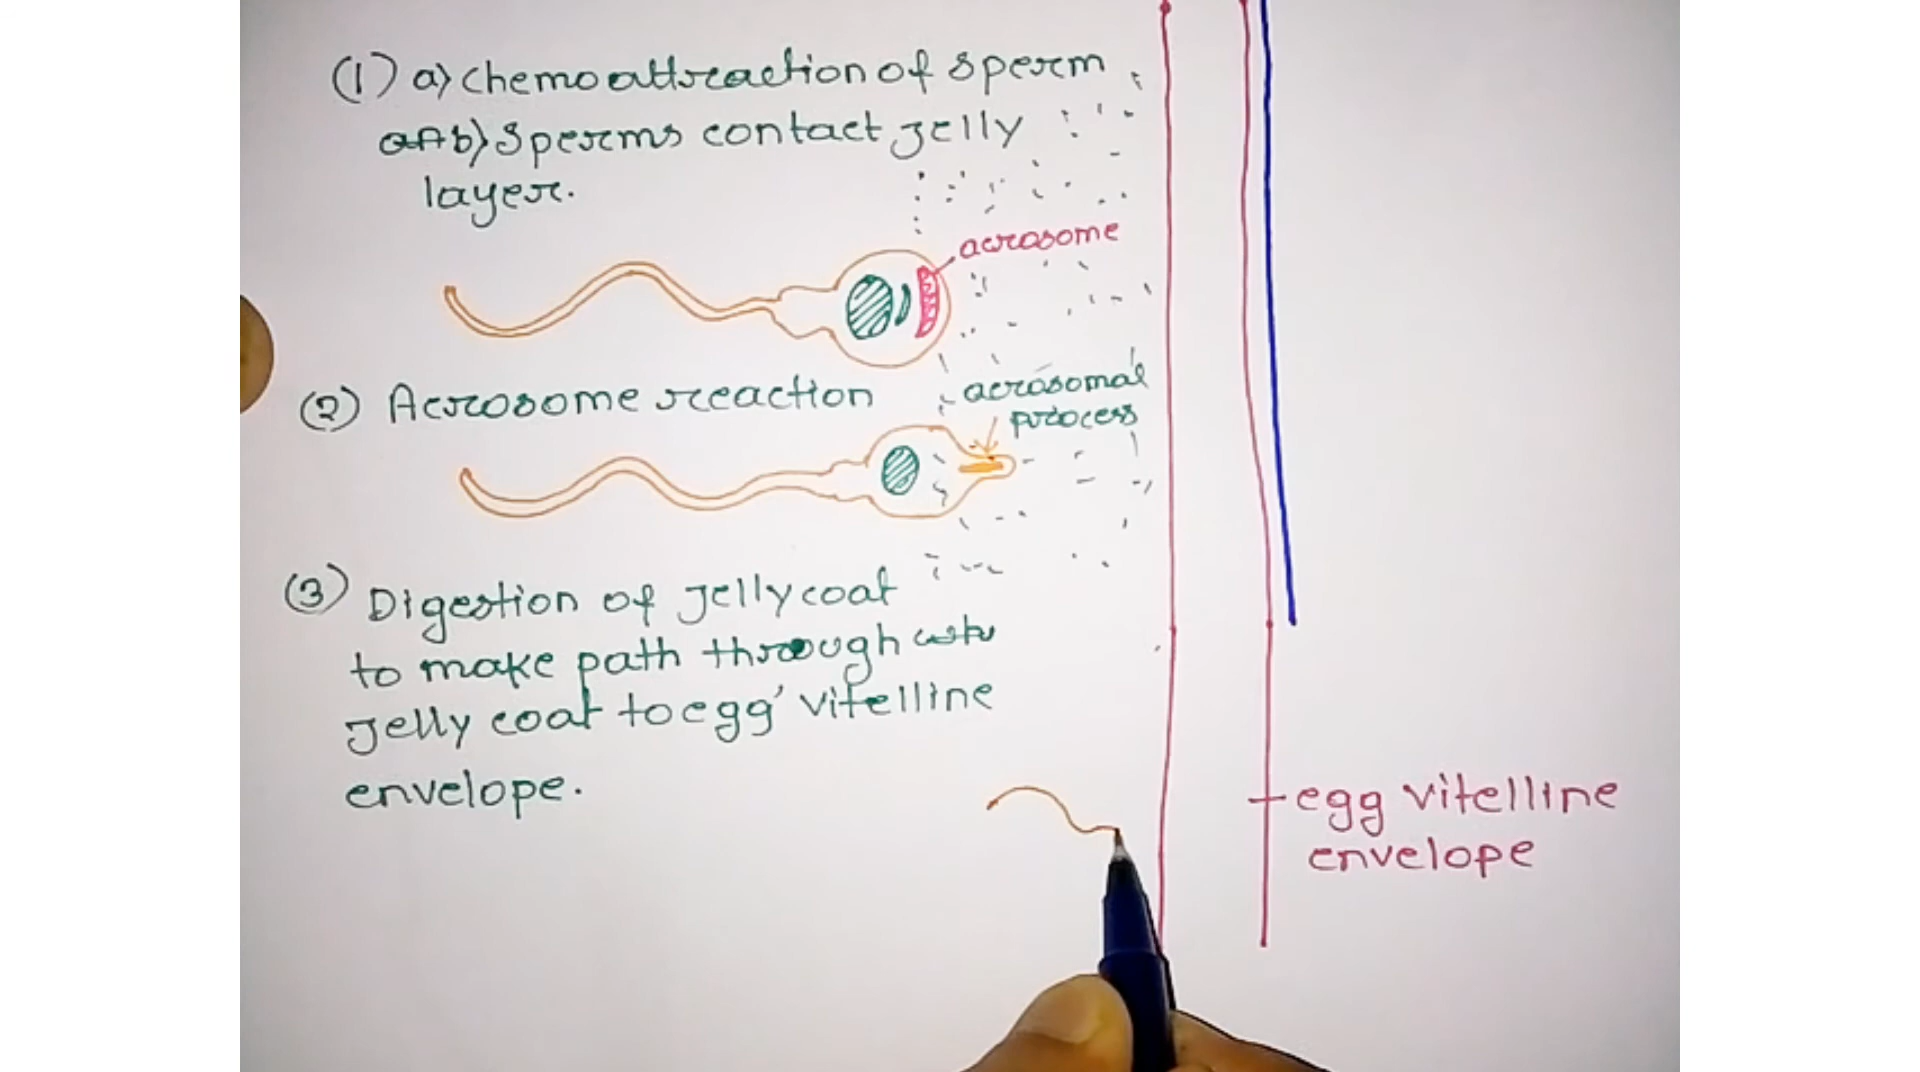 (1) a) Chemoattraction of sperm
b) Sperms contact jelly
layer.
acrosome
(2) Acrosome reaction
acrosomal
process
(3) Digestion of jelly coat
to make path through
jelly coat to egg' vitelline
envelope.
egg vitelline
envelope